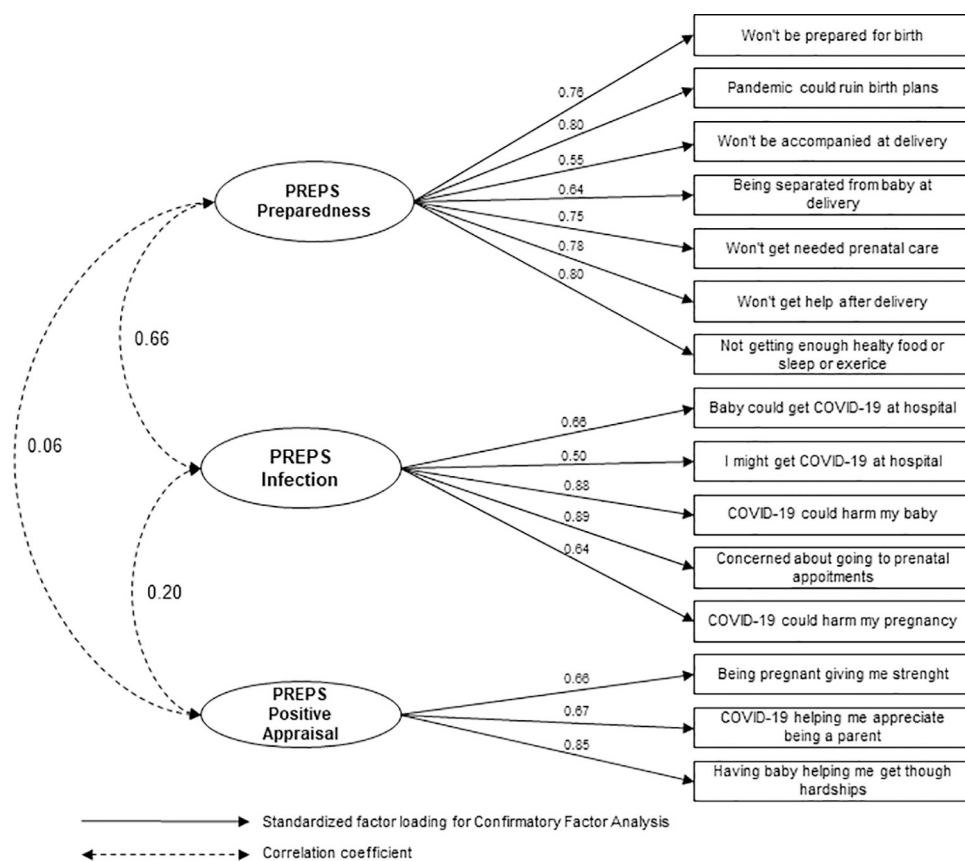 Won't be prepared for birth
0.76
Pandemic could ruin birth plans
0.80
Won't be accompanied at delivery
0.55
PREPS
Preparedness
0.64
Being separated from baby at
delivery
0.75
Won't get needed prenatal care
0.78
Won't get help after delivery
0.80
Not getting enough healty food or
sleep or exerice
0.66
0.06
Baby could get COVID-19 at hospital
0.66
PREPS
Infection
0.50
I might get COVID-19 at hospital
0.88
COVID-19 could harm my baby
0.89
Concerned about going to prenatal
appoitments
0.64
COVID-19 could harm my pregnancy
0.20
Being pregnant giving me strenght
0.66
PREPS
Positive
Appraisal
0.67
COVID-19 helping me appreciate
being a parent
0.85
Having baby helping me get though
hardships
Standardized factor loading for Confirmatory Factor Analysis
Correlation coefficient